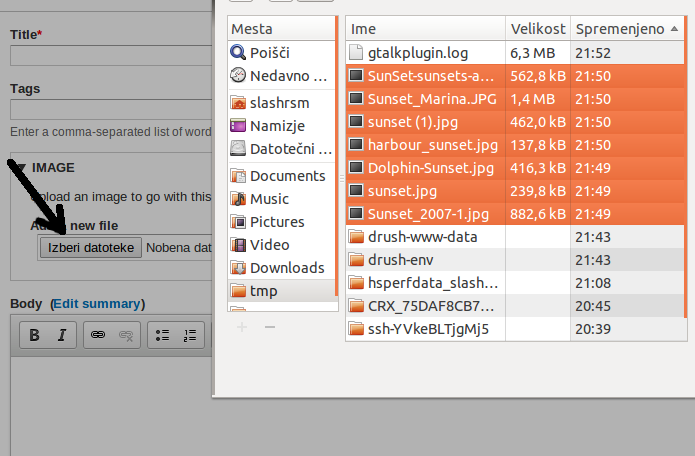 Title*
Tags
Enter a comma-separated list of word
IMAGE
Upload an image to go with this
new file
Izberi datoteke Nobena dat
Body (Edit summary)
B I
Mesta
Poišči
Nedavno ...
slashrsm
Namizje
Datotečni ...
Documents
Music
Pictures
Video
Downloads
tmp
Ime Velikost Spremenjeno
gtalkplugin.log 6,3 MB 21:52
SunSet-sunsets-a... 562,8 kB 21:50
Sunset_Marina.JPG 1,4 MB 21:50
sunset (1).jpg 462,0 kB 21:50
harbour_sunset.jpg 137,8 kB 21:50
Dolphin-Sunset.jpg 416,3 kB 21:49
sunset.jpg 239,8 kB 21:49
Sunset_2007-1.jpg 882,6 kB 21:49
drush-www-data 21:43
drush-env 21:43
hsperfdata_slash... 21:08
CRX_75DAF8CB7... 20:45
ssh-YVkeBLTjgMj5 20:39